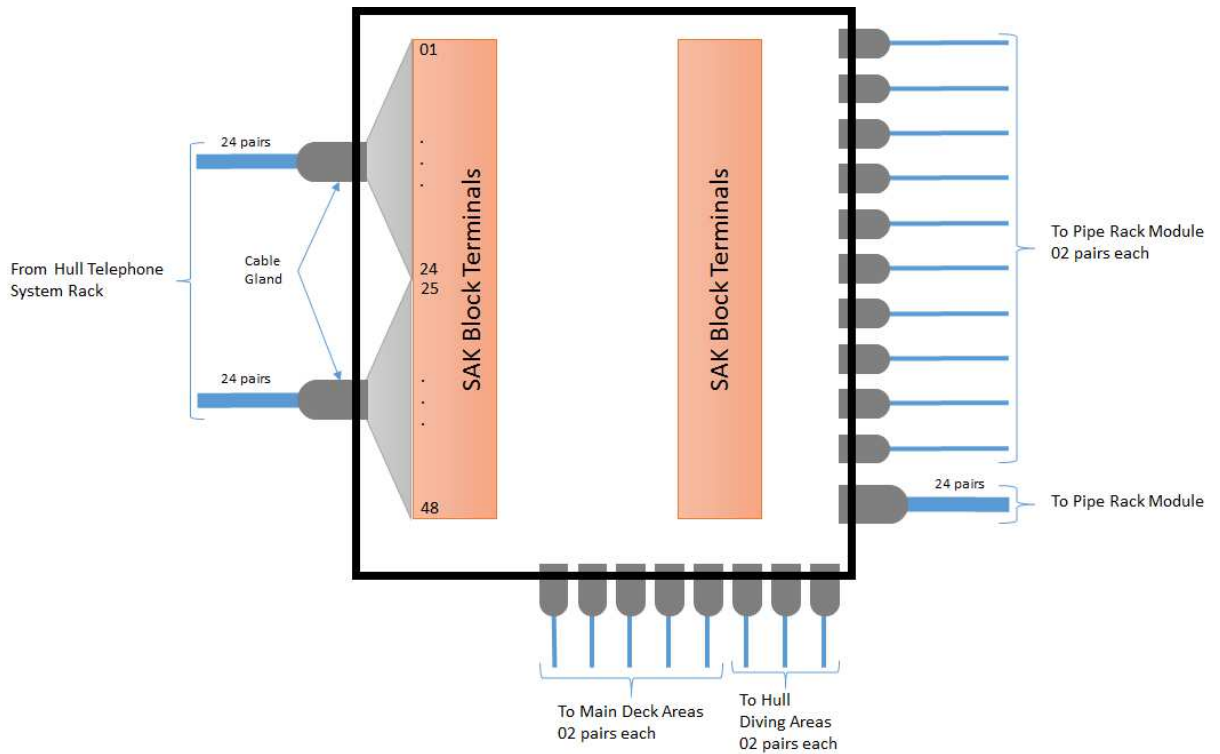 24 pairs
From Hull Telephone
System Rack
Cable
Gland
24 pairs
01
.
.
.
24
25
.
.
.
48
SAK Block Terminals
SAK Block Terminals
To Pipe Rack Module
02 pairs each
24 pairs
To Pipe Rack Module
To Main Deck Areas
02 pairs each
To Hull
Diving Areas
02 pairs each